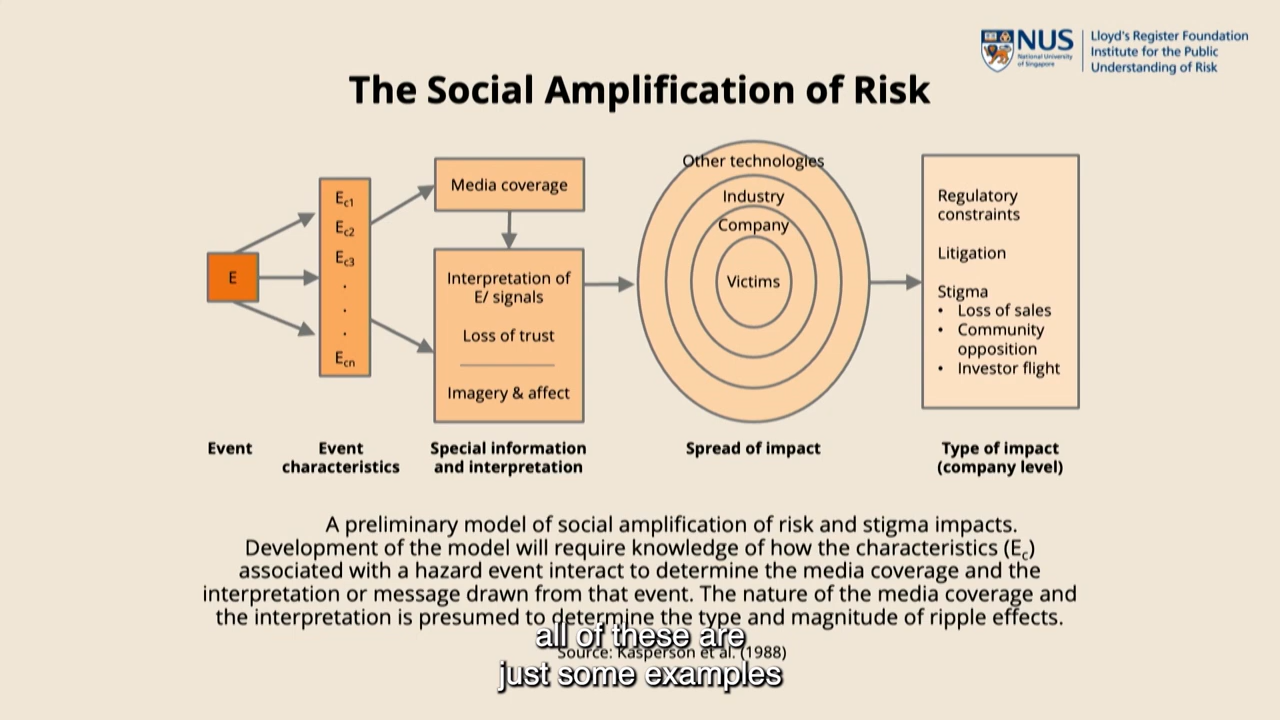 NUS
National University
of Singapore
Lloyd's Register Foundation
Institute for the Public
Understanding of Risk
The Social Amplification of Risk
E
Ec1
Ec2
Ec3
.
.
.
Ecn
Media coverage
Interpretation of
E/ signals
Loss of trust
Imagery & affect
Other technologies
Industry
Company
Victims
Regulatory
constraints
Litigation
Stigma
• Loss of sales
• Community
opposition
• Investor flight
Event
Event
characteristics
Special information
and interpretation
Spread of impact
Type of impact
(company level)
A preliminary model of social amplification of risk and stigma impacts.
Development of the model will require knowledge of how the characteristics (Ec)
associated with a hazard event interact to determine the media coverage and the
interpretation or message drawn from that event. The nature of the media coverage and
the interpretation is presumed to determine the type and magnitude of ripple effects.
Source: Kasperson et al. (1988)
all of these are
just some examples